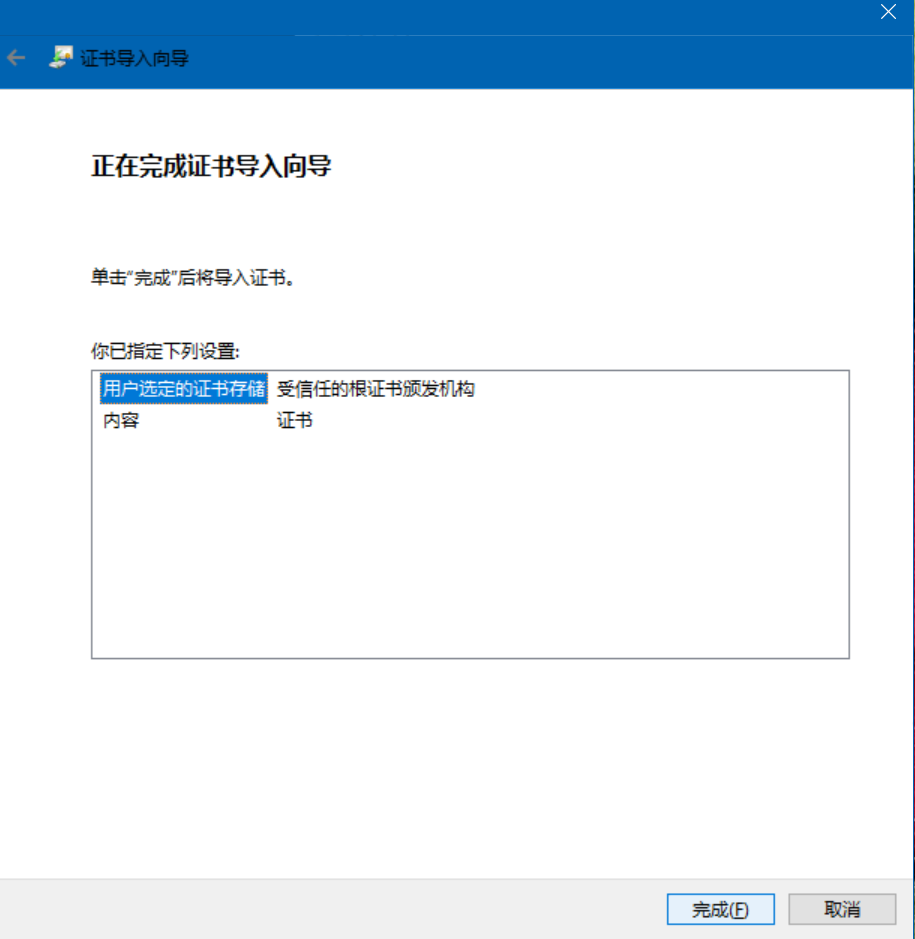 证书导入向导
正在完成证书导入向导
单击“完成”后将导入证书。
你已指定下列设置:
用户选定的证书存储 受信任的根证书颁发机构
内容 证书
完成(F) 取消